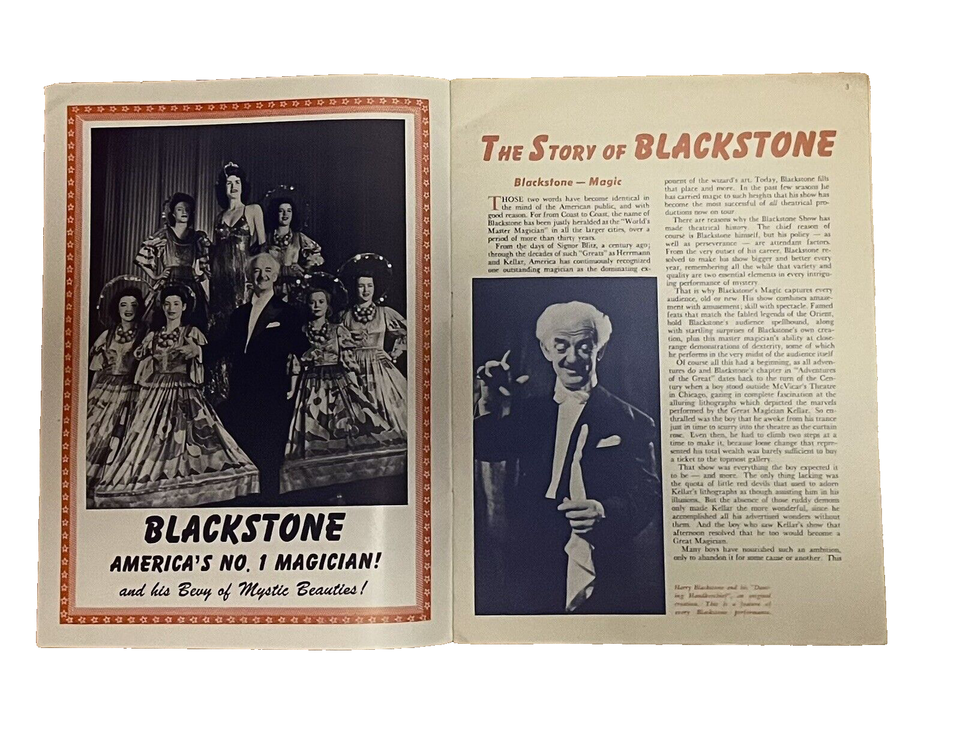 BLACKSTONE
AMERICA'S NO. 1 MAGICIAN!
and his Bevy of Mystic Beauties!
3
THE STORY OF BLACKSTONE
Blackstone — Magic
THOSE two words have become identical in
the mind of the American public, and with
good reason. For from Coast to Coast, the name of
Blackstone has been justly heralded as the "World's
Master Magician" in all the larger cities, over a
period of more than thirty years.
From the days of Signor Blitz, a century ago;
through the decades of such "Greats" as Herrmann
and Kellar, America has continuously recognized
one outstanding magician as the dominating ex-
ponent of the wizard's art. Today, Blackstone fills
that place and more. In the past few seasons he
has carried magic to such heights that his show has
become the most successful of all theatrical pro-
ductions now on tour.
There are reasons why the Blackstone Show has
made theatrical history. The chief reason of
course is Blackstone himself, but his policy — as
well as perseverance — are attendant factors.
From the very outset of his career, Blackstone re-
solved to make his show bigger and better every
year, remembering all the while that variety and
quality are two essential elements in every intrigu-
ing performance of mystery.
That is why Blackstone's Magic captures every
audience, old or new. His show combines amaze-
ment with amusement; skill with spectacle. Famed
feats that match the fabled legends of the Orient,
hold Blackstone's audience spellbound, along
with startling surprises of Blackstone's own crea-
tion, plus this master magician's ability at close-
range demonstrations of dexterity, some of which
he performs in the very midst of the audience itself.
Of course all this had a beginning, as all adven-
tures do and Blackstone's chapter in "Adventures
of the Great" dates back to the turn of the Cen-
tury when a boy stood outside McVicar's Theatre
in Chicago, gazing in complete fascination at the
alluring lithographs which depicted the marvels
performed by the Great Magician Kellar. So en-
thralled was the boy that he awoke from his trance
just in time to scurry into the theatre as the curtain
rose. Even then, he had to climb two steps at a
time to make it, because loose change that repre-
sented his total wealth was barely sufficient to buy
a ticket to the topmost gallery.
That show was everything the boy expected it
to be — and more. The only thing lacking was
the quota of little red devils that used to adorn
Kellar's lithographs as though assisting him in his
illusions. But the absence of those ruddy demons
only made Kellar the more wonderful, since he
accomplished all his advertised wonders without
them. And the boy who saw Kellar's show that
afternoon resolved that he too would become a
Great Magician.
Many boys have nourished such an ambition,
only to abandon it for some cause or another. This
Harry Blackstone and his "Danc-
ing Handkerchief", an original
creation. This is a feature of
every Blackstone performance.